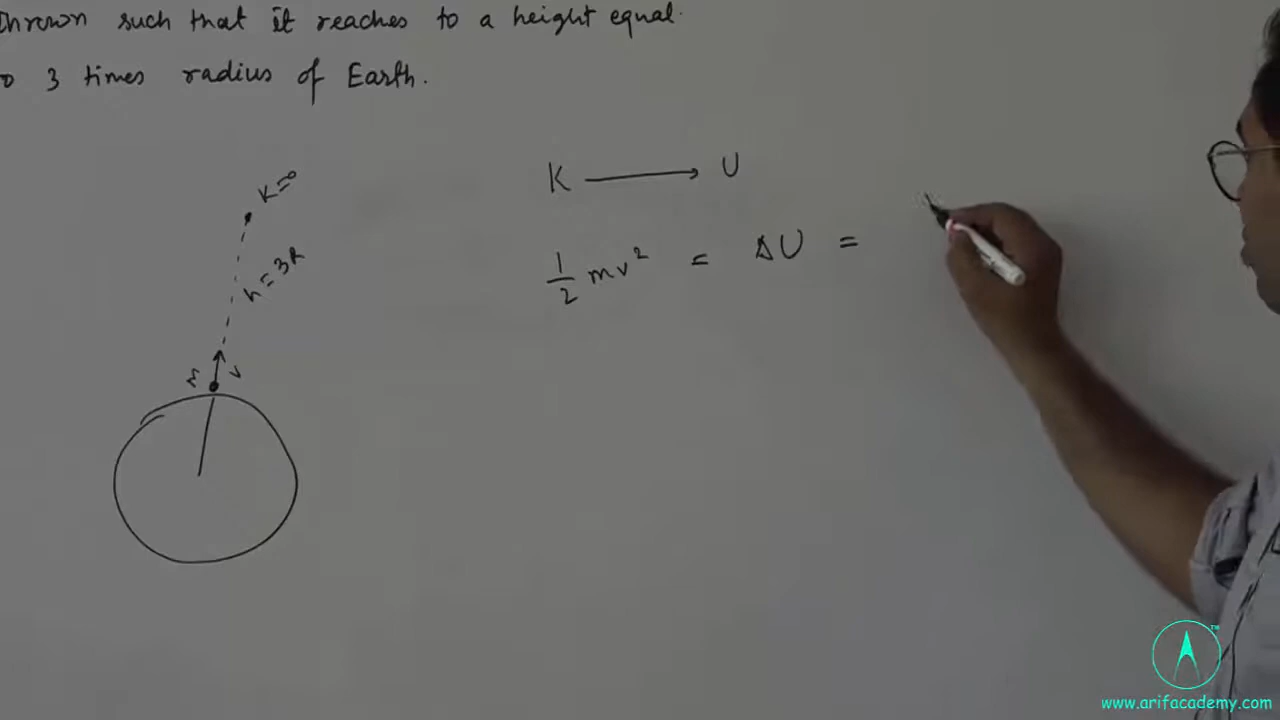 thrown such that it reaches to a height equal
to 3 times radius of Earth.
K=0
K → U
h = 3R
1/2 mv² = ΔU =
m v
www.arifacademy.com